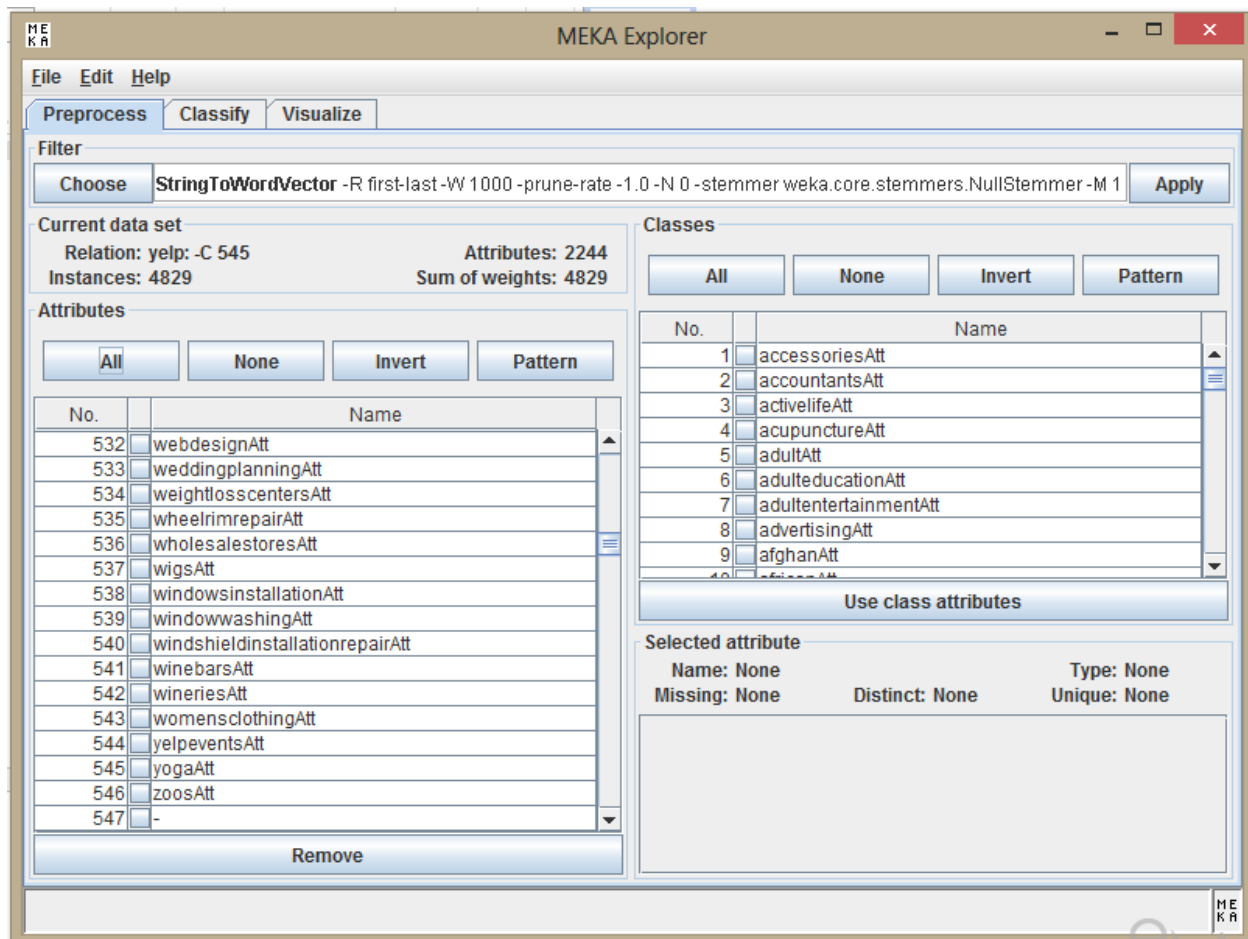 ME
KA
MEKA Explorer
File Edit Help
Preprocess Classify Visualize
Filter
Choose StringToWordVector -R first-last -W 1000 -prune-rate -1.0 -N 0 -stemmer weka.core.stemmers.NullStemmer -M 1 Apply
Current data set
Relation: yelp: -C 545 Attributes: 2244
Instances: 4829 Sum of weights: 4829
Attributes
All None Invert Pattern
No. Name
532 webdesignAtt
533 weddingplanningAtt
534 weightlosscentersAtt
535 wheelrimrepairAtt
536 wholesalestoresAtt
537 wigsAtt
538 windowsinstallationAtt
539 windowwashingAtt
540 windshieldinstallationrepairAtt
541 winebarsAtt
542 wineriesAtt
543 womensclothingAtt
544 yelpeventsAtt
545 yogaAtt
546 zoosAtt
547 -
Remove
Classes
All None Invert Pattern
No. Name
1 accessoriesAtt
2 accountantsAtt
3 activelifeAtt
4 acupunctureAtt
5 adultAtt
6 adulteducationAtt
7 adultentertainmentAtt
8 advertisingAtt
9 afghanAtt
10 africanAtt
Use class attributes
Selected attribute
Name: None Type: None
Missing: None Distinct: None Unique: None
ME
KA